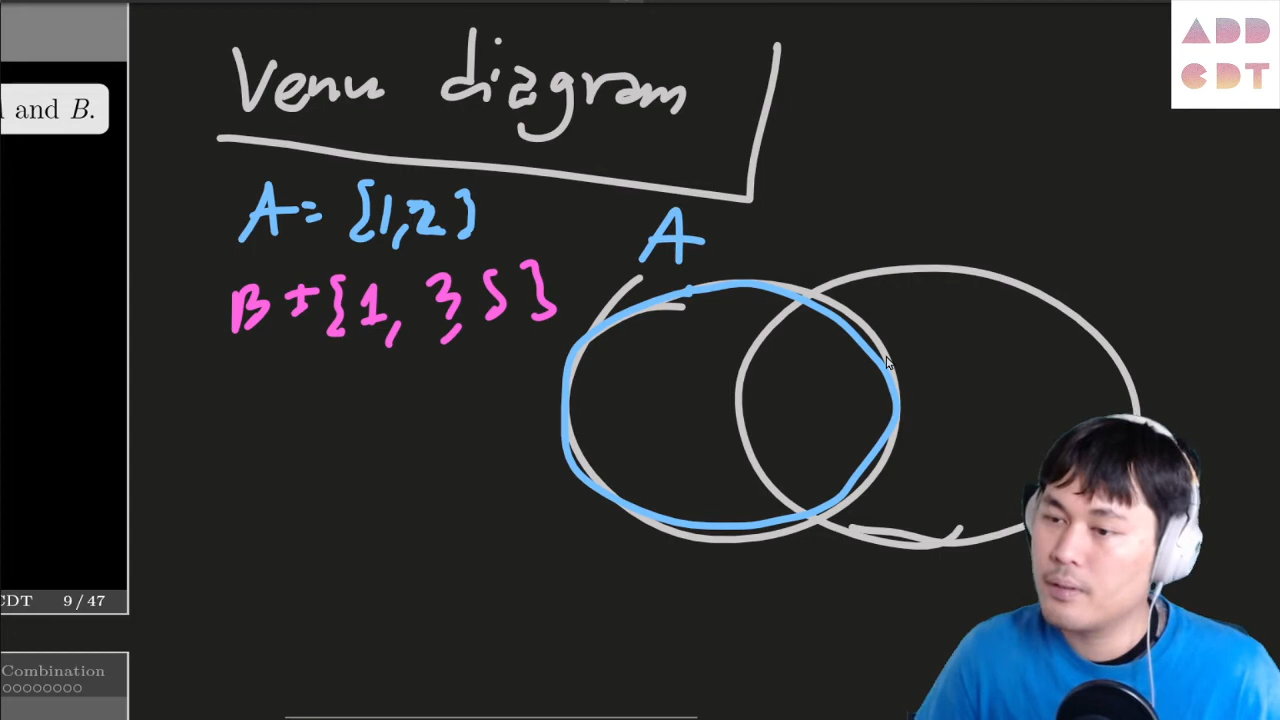 and B.
Venn diagram
A = {1,2}
B = {1, 3, 5}
A
CDT 9 / 47
Combination
ADD
CDT